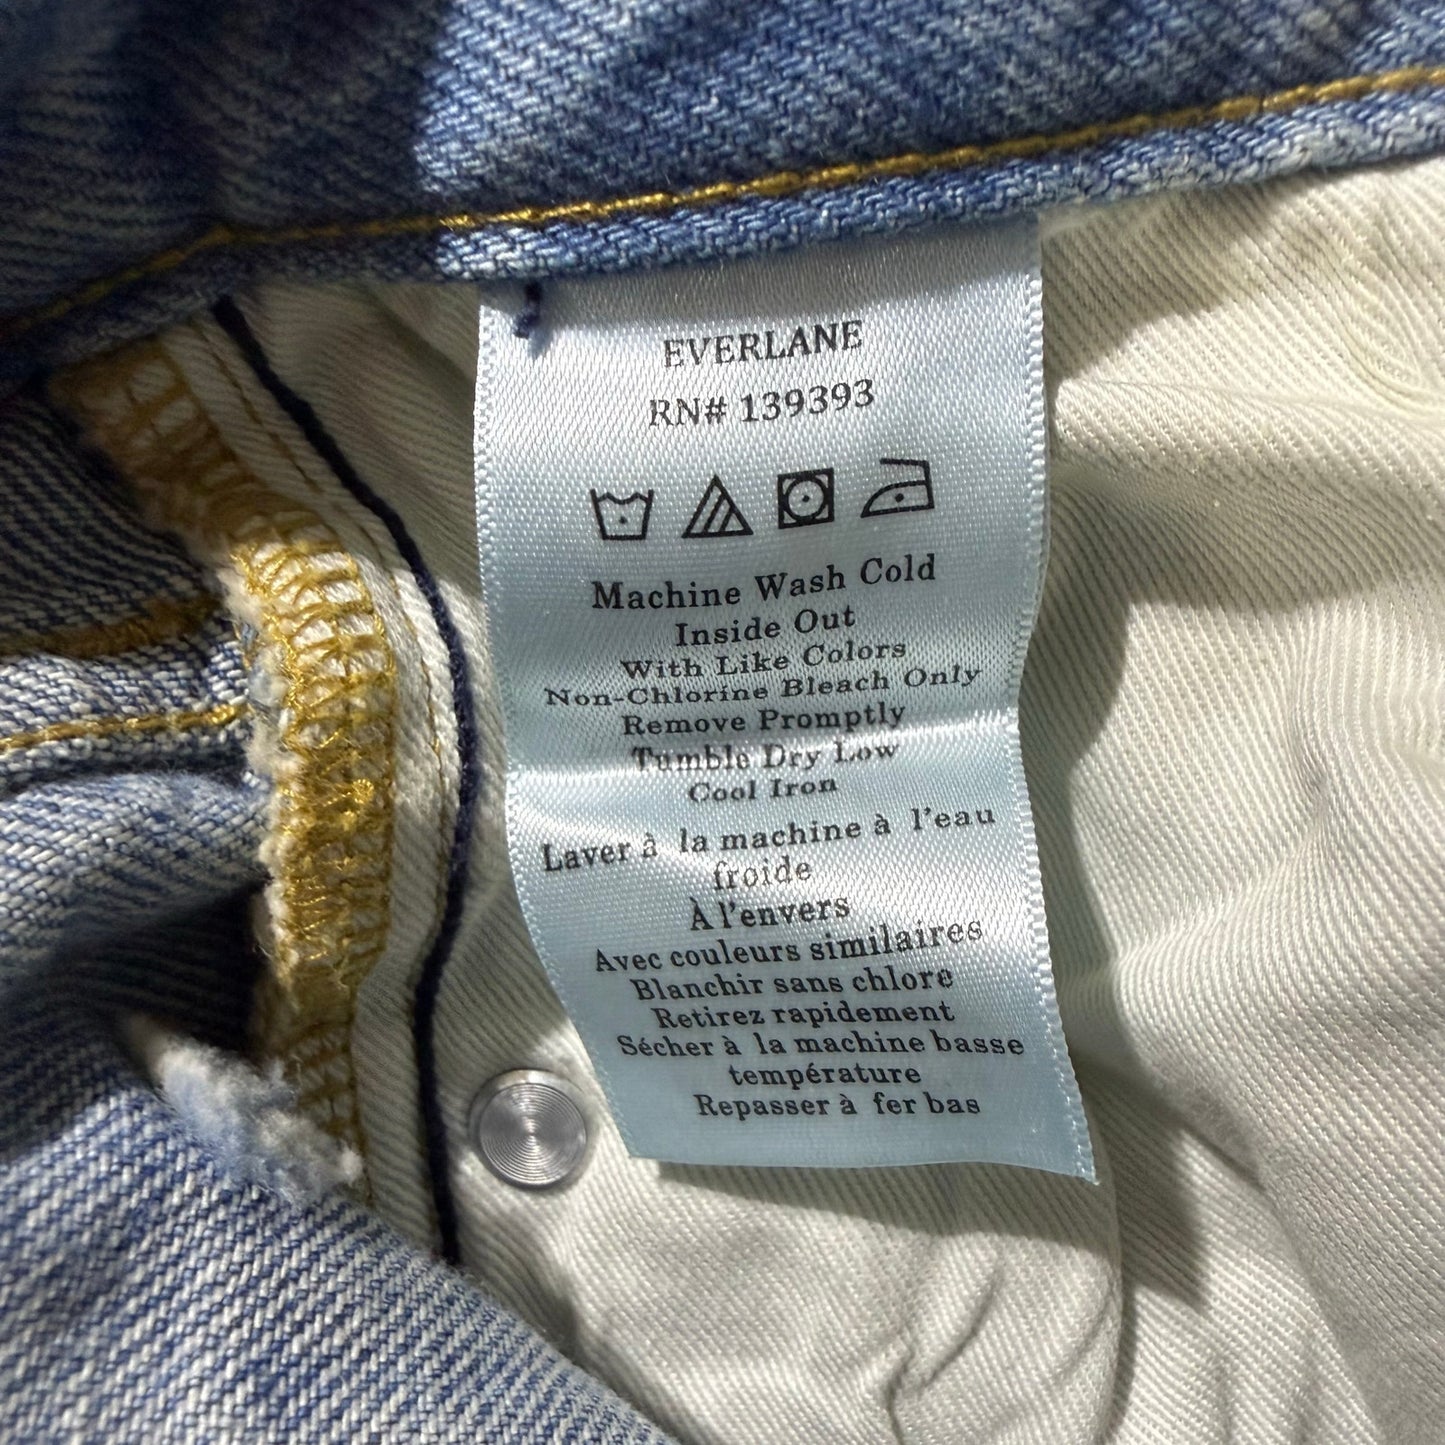 EVERLANE
RN# 139393
Machine Wash Cold
Inside Out
With Like Colors
Non-Chlorine Bleach Only
Remove Promptly
Tumble Dry Low
Cool Iron
Laver à la machine à l'eau
froide
À l'envers
Avec couleurs similaires
Blanchir sans chlore
Retirez rapidement
Sécher à la machine basse
température
Repasser à fer bas